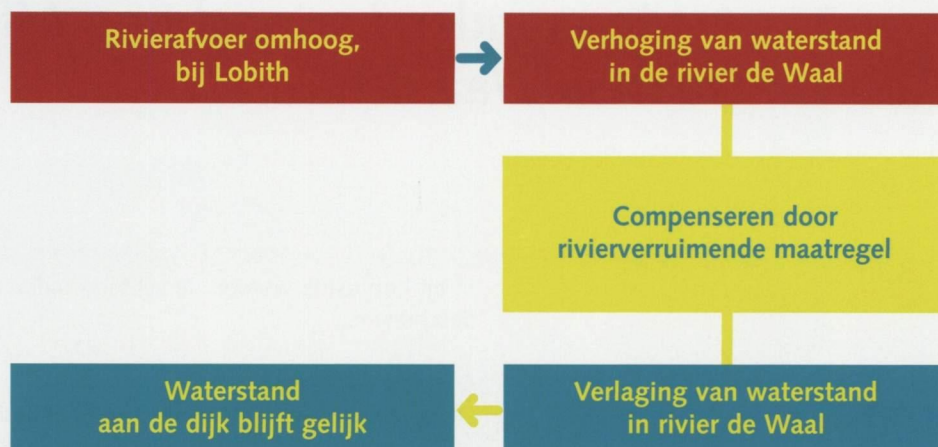 Rivierafvoer omhoog,
bij Lobith
Verhoging van waterstand
in de rivier de Waal
Compenseren door
rivierverruimende maatregel
Verlaging van waterstand
in rivier de Waal
Waterstand
aan de dijk blijft gelijk